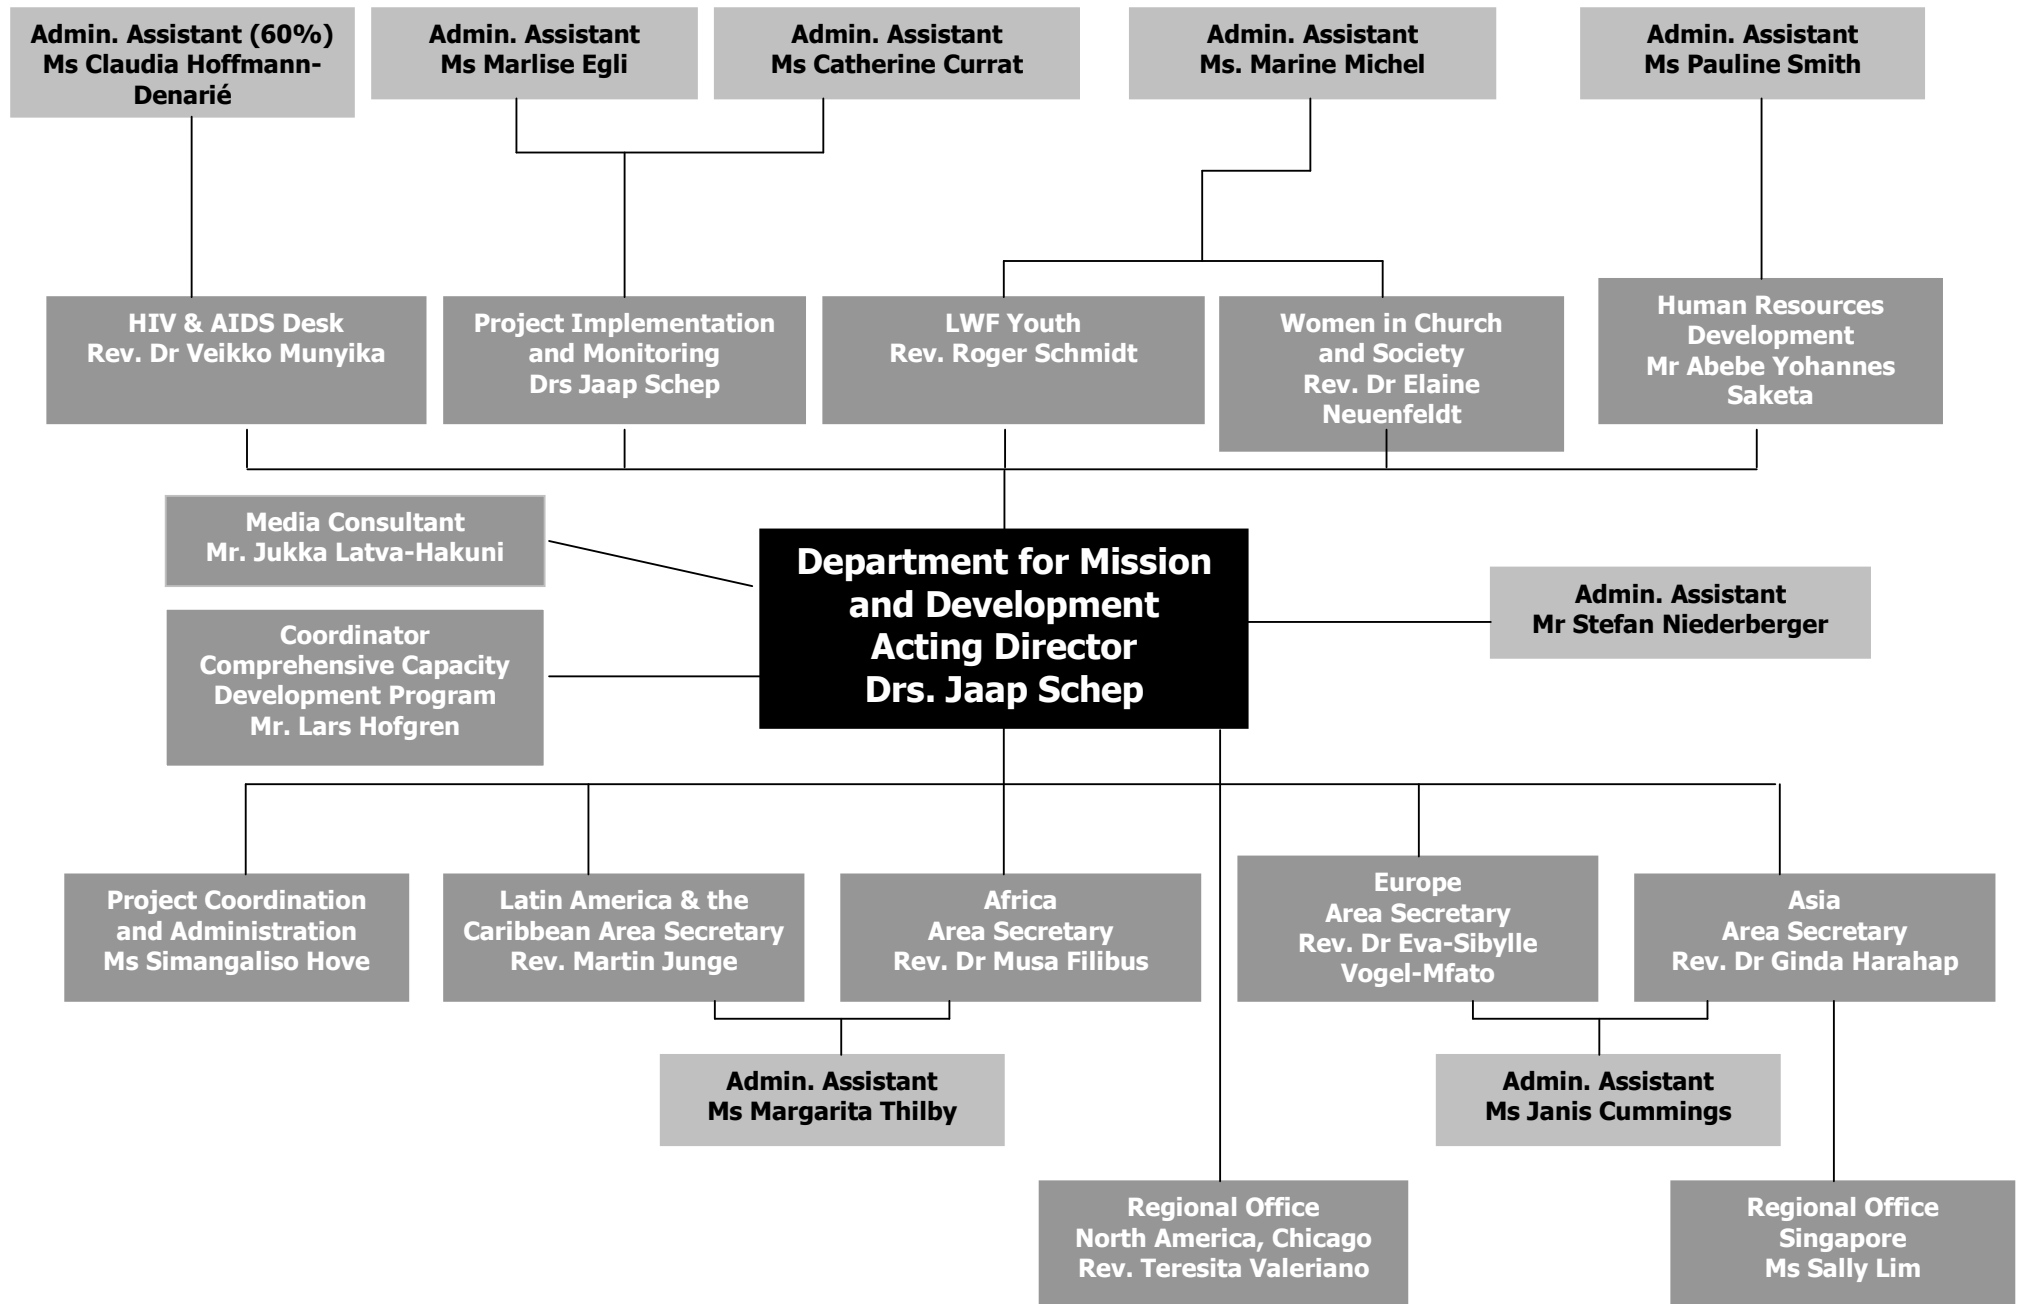 Admin. Assistant (60%)
Ms Claudia Hoffmann-
Denarié
Admin. Assistant
Ms Marlise Egli
Admin. Assistant
Ms Catherine Currat
Admin. Assistant
Ms. Marine Michel
Admin. Assistant
Ms Pauline Smith
HIV & AIDS Desk
Rev. Dr Veikko Munyika
Project Implementation
and Monitoring
Drs Jaap Schep
LWF Youth
Rev. Roger Schmidt
Women in Church
and Society
Rev. Dr Elaine
Neuenfeldt
Human Resources
Development
Mr Abebe Yohannes
Saketa
Media Consultant
Mr. Jukka Latva-Hakuni
Coordinator
Comprehensive Capacity
Development Program
Mr. Lars Hofgren
Department for Mission
and Development
Acting Director
Drs. Jaap Schep
Admin. Assistant
Mr Stefan Niederberger
Project Coordination
and Administration
Ms Simangaliso Hove
Latin America & the
Caribbean Area Secretary
Rev. Martin Junge
Africa
Area Secretary
Rev. Dr Musa Filibus
Europe
Area Secretary
Rev. Dr Eva-Sibylle
Vogel-Mfato
Asia
Area Secretary
Rev. Dr Ginda Harahap
Admin. Assistant
Ms Margarita Thilby
Admin. Assistant
Ms Janis Cummings
Regional Office
North America, Chicago
Rev. Teresita Valeriano
Regional Office
Singapore
Ms Sally Lim